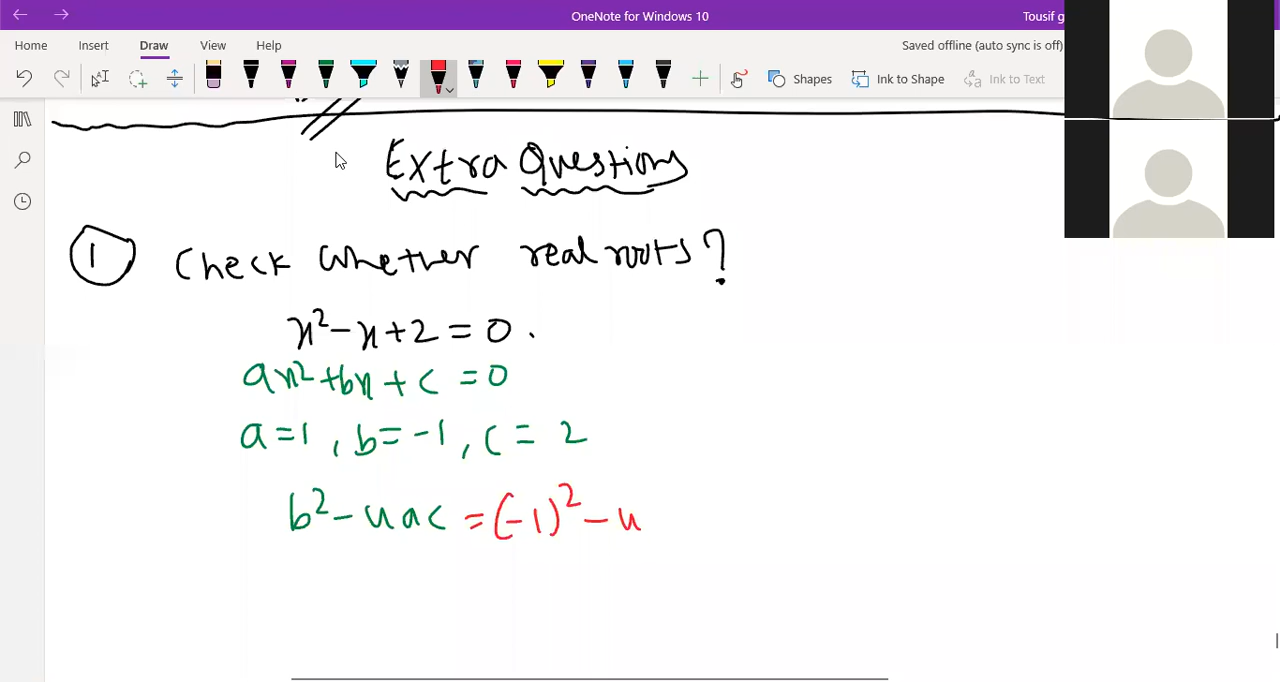 OneNote for Windows 10
Tousif g
Home Insert Draw View Help
Saved offline (auto sync is off)
Shapes Ink to Shape Ink to Text
Extra Questions
1 Check whether real roots?
x² - x + 2 = 0.
ax² + bx + c = 0
a = 1, b = -1, c = 2
b² - 4ac = (-1)² - 4